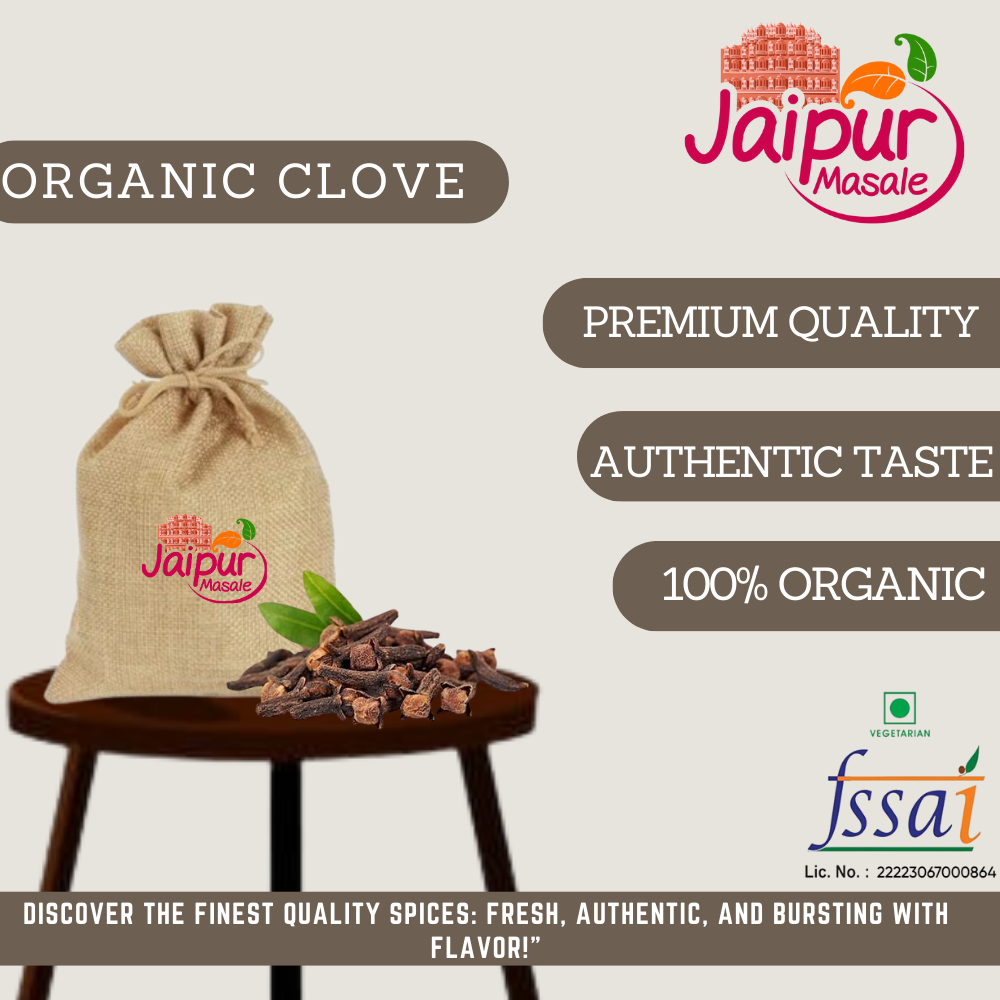 Jaipur
Masale
ORGANIC CLOVE
PREMIUM QUALITY
AUTHENTIC TASTE
100% ORGANIC
Jaipur
Masale
VEGETARIAN
fssai
Lic. No. : 22223067000864
DISCOVER THE FINEST QUALITY SPICES: FRESH, AUTHENTIC, AND BURSTING WITH
FLAVOR!”